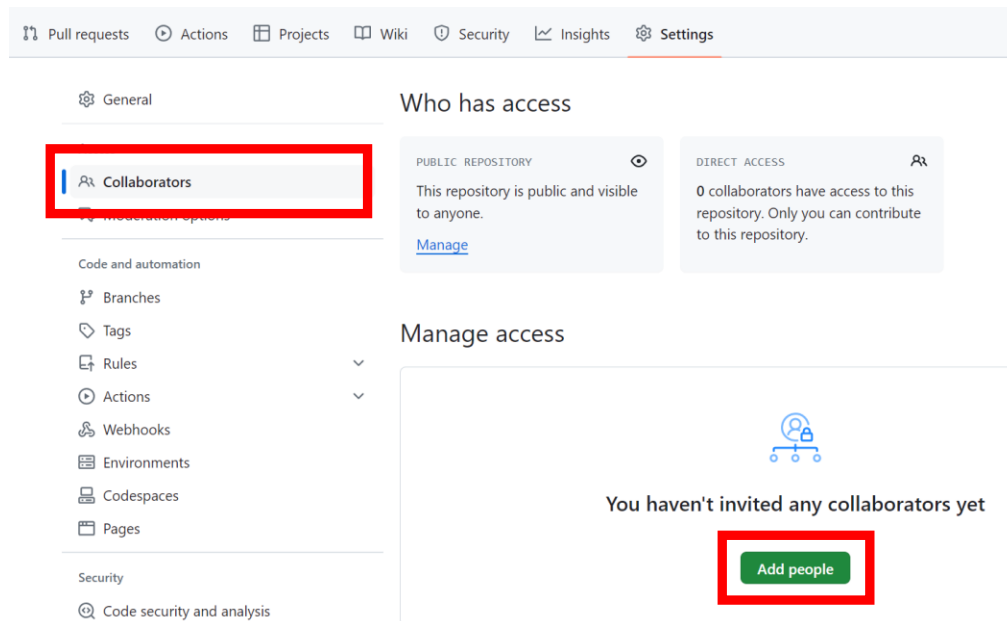 Pull requests Actions Projects Wiki Security Insights Settings
General
Collaborators
Moderation options
Code and automation
Branches
Tags
Rules
Actions
Webhooks
Environments
Codespaces
Pages
Security
Code security and analysis
Who has access
PUBLIC REPOSITORY
This repository is public and visible
to anyone.
Manage
DIRECT ACCESS
0 collaborators have access to this
repository. Only you can contribute
to this repository.
Manage access
You haven't invited any collaborators yet
Add people